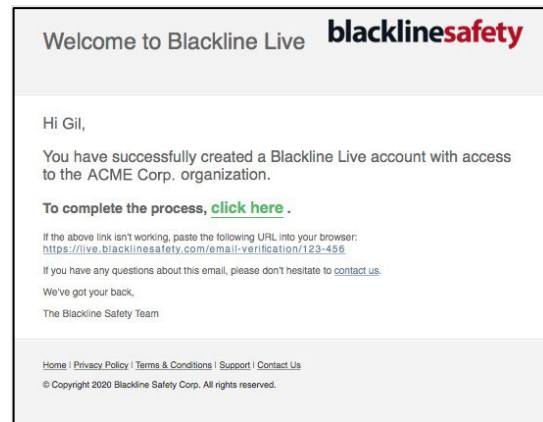 Welcome to Blackline Live
blacklinesafety
Hi Gil,
You have successfully created a Blackline Live account with access
to the ACME Corp. organization.
To complete the process, click here .
If the above link isn't working, paste the following URL into your browser:
https://live.blacklinesafety.com/email-verification/123-456
If you have any questions about this email, please don't hesitate to contact us.
We've got your back,
The Blackline Safety Team
Home | Privacy Policy | Terms & Conditions | Support | Contact Us
© Copyright 2020 Blackline Safety Corp. All rights reserved.